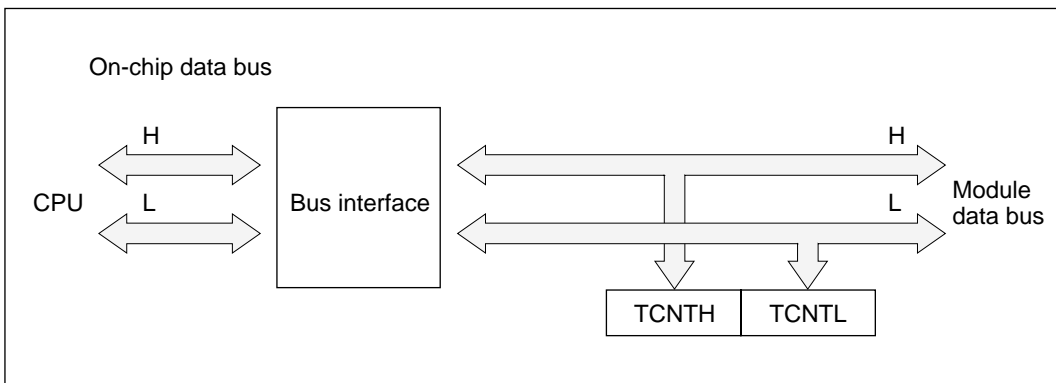 On-chip data bus
H
H
CPU
L
Bus interface
L
Module
data bus
TCNTH
TCNTL